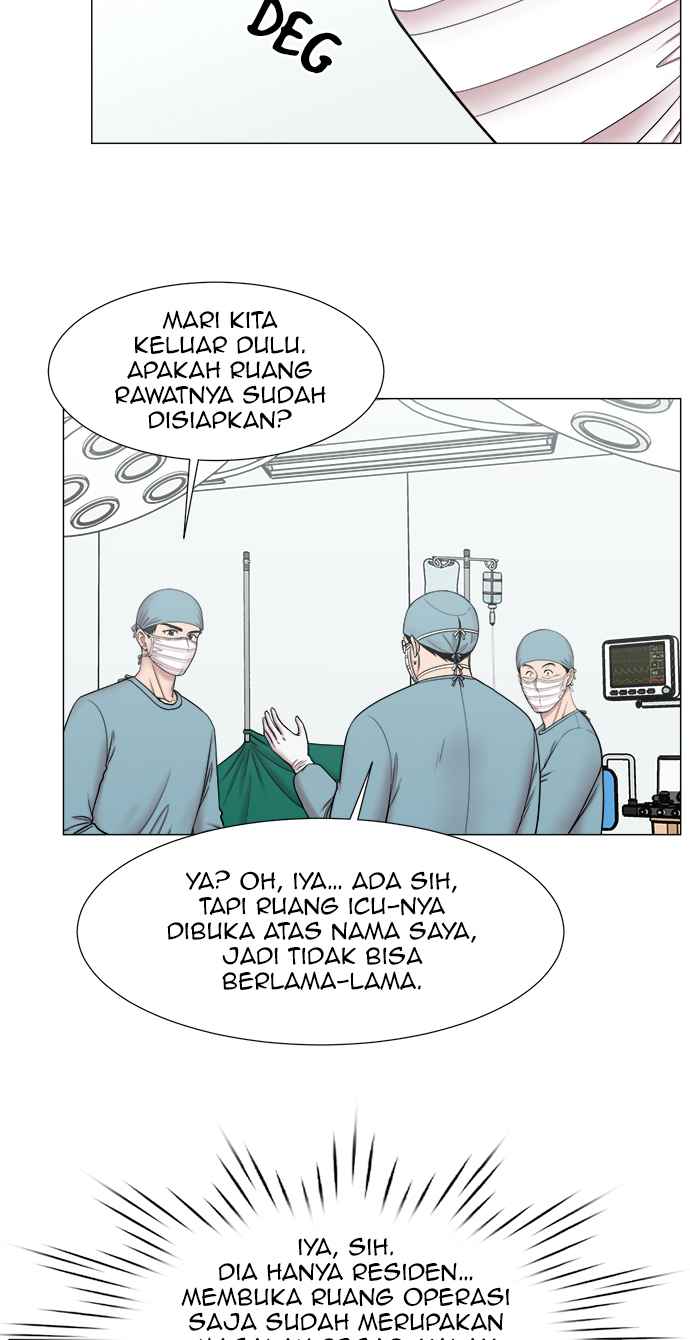 DEG
MARI KITA
KELUAR DULU.
APAKAH RUANG
RAWATNYA SUDAH
DISIAPKAN?
YA? OH, IYA... ADA SIH,
TAPI RUANG ICU-NYA
DIBUKA ATAS NAMA SAYA,
JADI TIDAK BISA
BERLAMA-LAMA.
IYA, SIH.
DIA HANYA RESIDEN...
MEMBUKA RUANG OPERASI
SAJA SUDAH MERUPAKAN